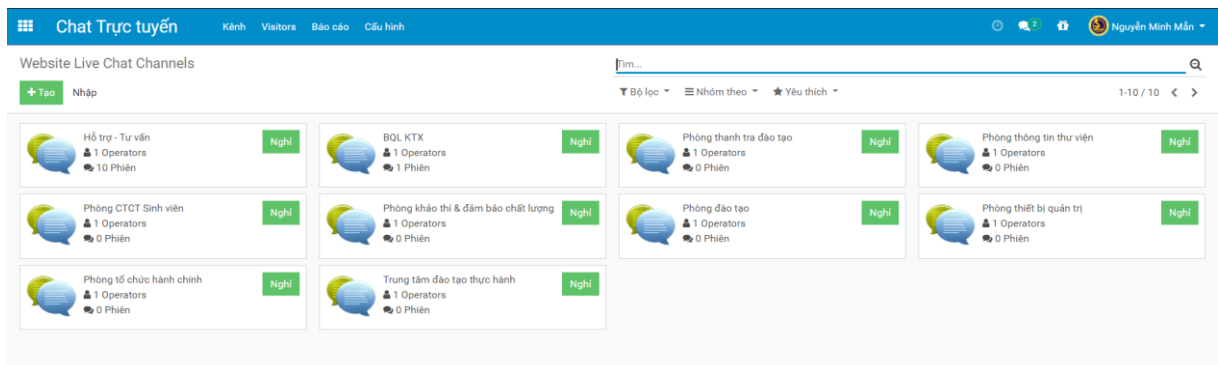 Chat Trực tuyến Kênh Visitors Báo cáo Cấu hình 2 Nguyễn Minh Mẫn
Website Live Chat Channels Tìm...
Tạo Nhập Bộ lọc Nhóm theo Yêu thích 1-10 / 10
Hỗ trợ - Tư vấn Nghỉ
1 Operators
10 Phiên
BQL KTX Nghỉ
1 Operators
1 Phiên
Phòng thanh tra đào tạo Nghỉ
1 Operators
0 Phiên
Phòng thông tin thư viện Nghỉ
1 Operators
0 Phiên
Phòng CTCT Sinh viên Nghỉ
1 Operators
0 Phiên
Phòng khảo thí & đảm bảo chất lượng Nghỉ
1 Operators
0 Phiên
Phòng đào tạo Nghỉ
1 Operators
0 Phiên
Phòng thiết bị quản trị Nghỉ
1 Operators
0 Phiên
Phòng tổ chức hành chính Nghỉ
1 Operators
0 Phiên
Trung tâm đào tạo thực hành Nghỉ
1 Operators
0 Phiên